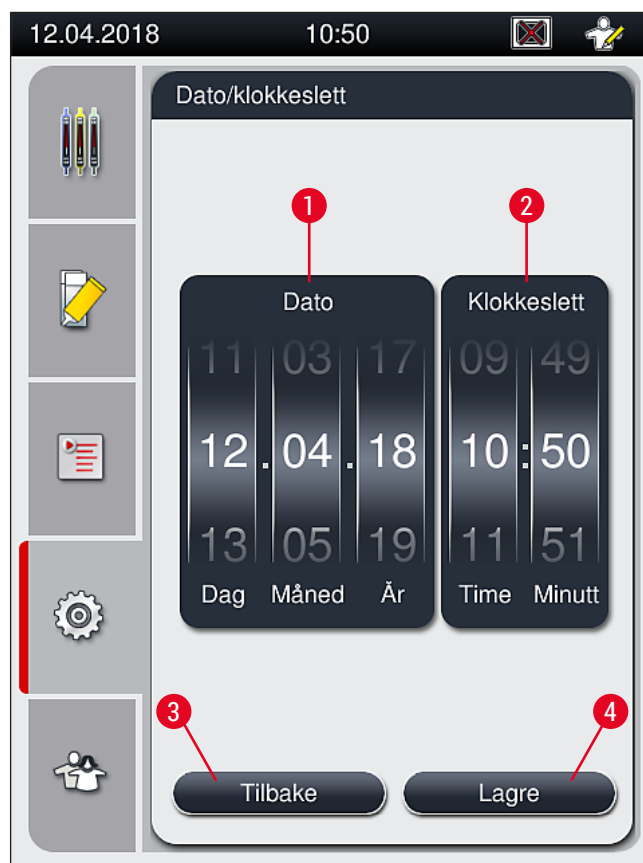 12.04.2018 10:50
Dato/klokkeslett
1 2
Dato Klokkeslett
11 03 17 09 49
12 . 04 . 18 10 : 50
13 05 19 11 51
Dag Måned År Time Minutt
3 4
Tilbake Lagre